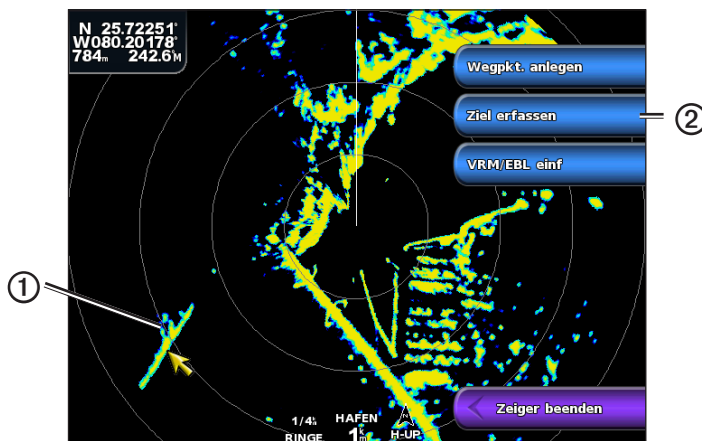 N 25.72251°
W080.20178°
784m 242.6°M
Wegpkt. anlegen
Ziel erfassen
②
VRM/EBL einf
①
Zeiger beenden
1/4
RINGE
HAFEN
1
H-UP